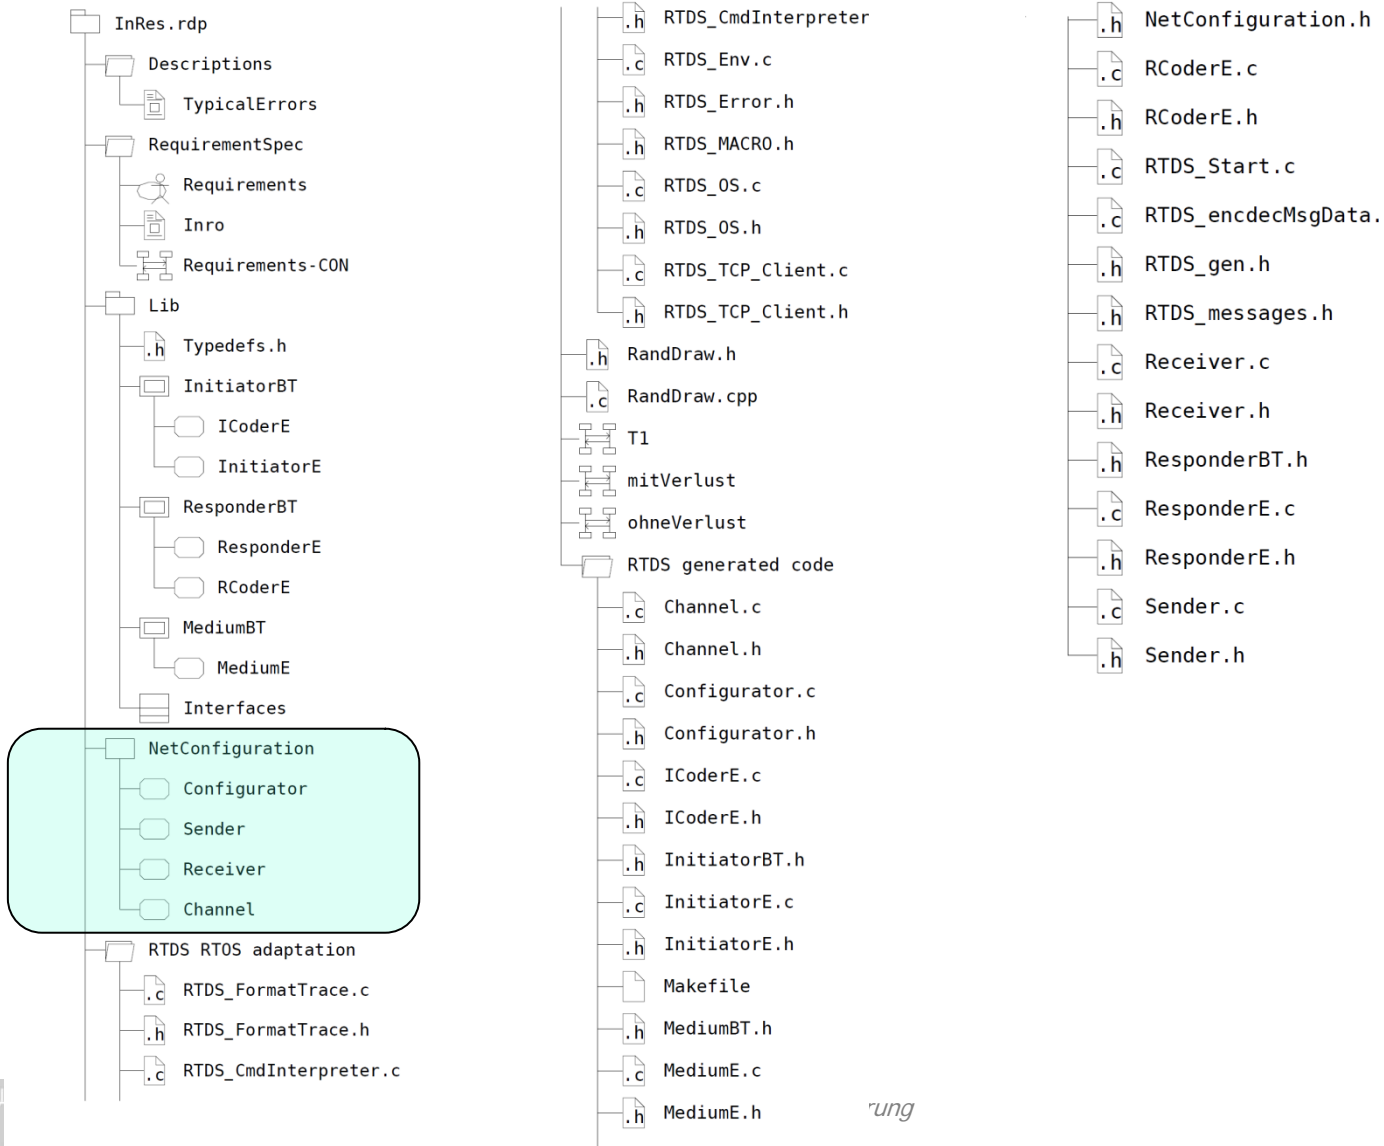 InRes.rdp
Descriptions
TypicalErrors
RequirementSpec
Requirements
Inro
Requirements-CON
Lib
.h Typedefs.h
InitiatorBT
ICoderE
InitiatorE
ResponderBT
ResponderE
RCoderE
MediumBT
MediumE
Interfaces
NetConfiguration
Configurator
Sender
Receiver
Channel
RTDS RTOS adaptation
.c RTDS_FormatTrace.c
.h RTDS_FormatTrace.h
.c RTDS_CmdInterpreter.c
.h RTDS_CmdInterpreter
.c RTDS_Env.c
.h RTDS_Error.h
.h RTDS_MACRO.h
.c RTDS_OS.c
.h RTDS_OS.h
.c RTDS_TCP_Client.c
.h RTDS_TCP_Client.h
.h RandDraw.h
.c RandDraw.cpp
T1
mitVerlust
ohneVerlust
RTDS generated code
.c Channel.c
.h Channel.h
.c Configurator.c
.h Configurator.h
.c ICoderE.c
.h ICoderE.h
.h InitiatorBT.h
.c InitiatorE.c
.h InitiatorE.h
Makefile
.h MediumBT.h
.c MediumE.c
.h MediumE.h
rung
.h NetConfiguration.h
.c RCoderE.c
.h RCoderE.h
.c RTDS_Start.c
.c RTDS_encdecMsgData.
.h RTDS_gen.h
.h RTDS_messages.h
.c Receiver.c
.h Receiver.h
.h ResponderBT.h
.c ResponderE.c
.h ResponderE.h
.c Sender.c
.h Sender.h